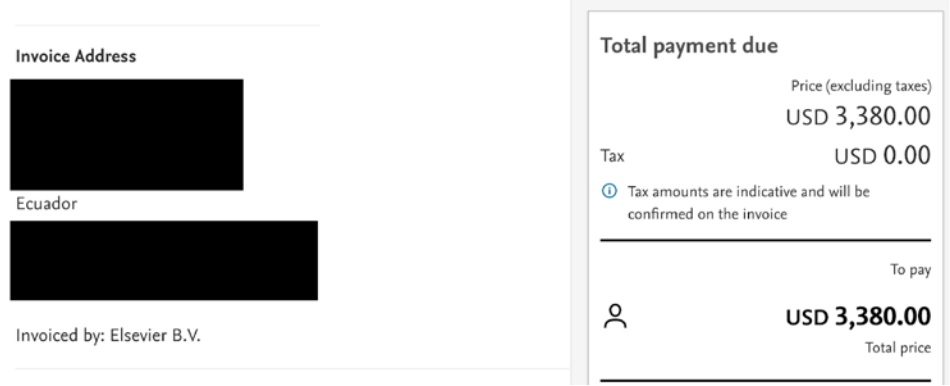 Invoice Address
Ecuador
Invoiced by: Elsevier B.V.
Total payment due
Price (excluding taxes)
USD 3,380.00
Tax USD 0.00
Tax amounts are indicative and will be
confirmed on the invoice
To pay
USD 3,380.00
Total price